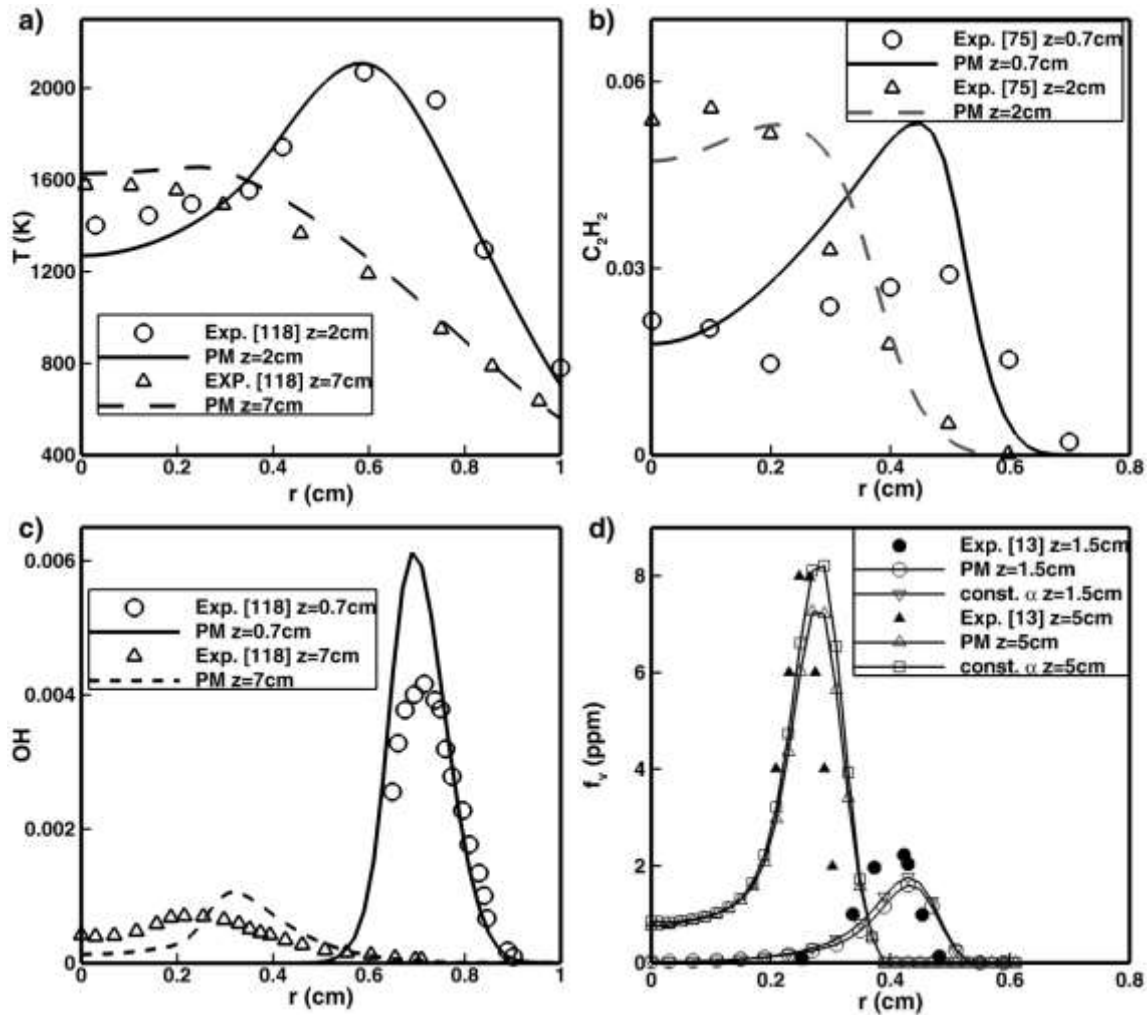 a)
T (K)
2000
1600
1200
800
400
Exp. [118] z=2cm
PM z=2cm
EXP. [118] z=7cm
PM z=7cm
0 0.2 0.4 0.6 0.8 1
r (cm)
b)
C2H2
0.06
0.03
0
Exp. [75] z=0.7cm
PM z=0.7cm
Exp. [75] z=2cm
PM z=2cm
0 0.2 0.4 0.6 0.8
r (cm)
c)
OH
0.006
0.004
0.002
0
Exp. [118] z=0.7cm
PM z=0.7cm
Exp. [118] z=7cm
PM z=7cm
0 0.2 0.4 0.6 0.8 1
r (cm)
d)
fv (ppm)
8
6
4
2
0
Exp. [13] z=1.5cm
PM z=1.5cm
const. α z=1.5cm
Exp. [13] z=5cm
PM z=5cm
const. α z=5cm
0 0.2 0.4 0.6 0.8
r (cm)